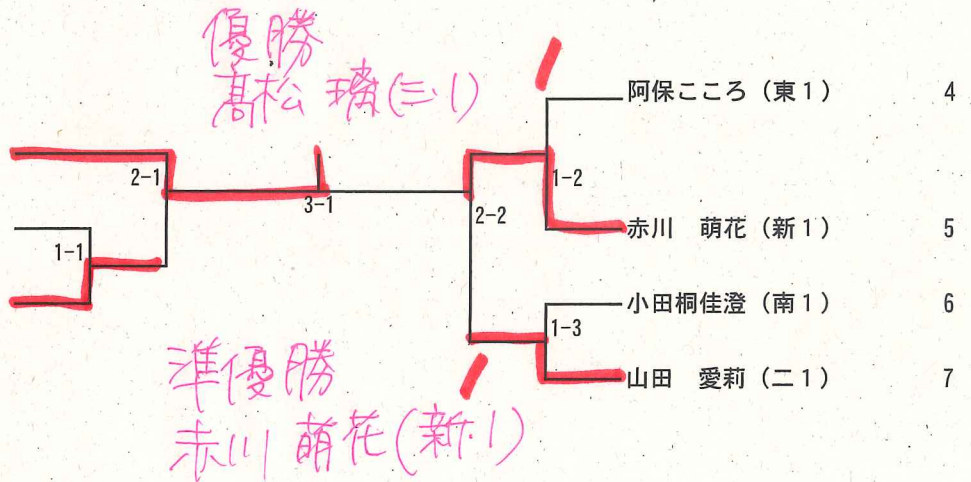 優勝
髙松 璃(三.1)
阿保こころ（東１） 4
2-1
1-2
3-1
2-2
赤川　萌花（新１） 5
1-1
小田桐佳澄（南１） 6
1-3
山田　愛莉（二１） 7
準優勝
赤川 萌花(新.1)